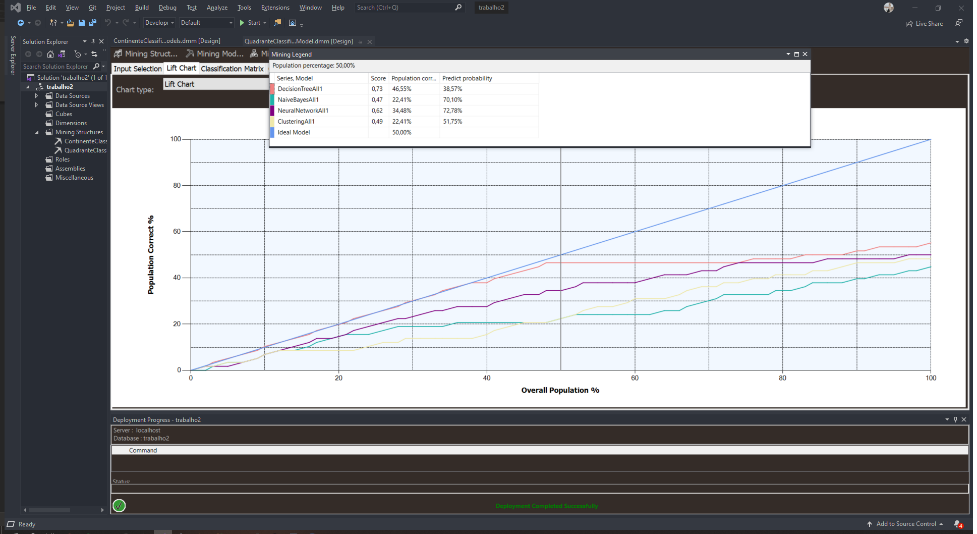 File Edit View Git Project Build Debug Test Analyze Tools Extensions Window Help Search (Ctrl+Q) trabalho2
Developi Default Start Live Share
Server Explorer
Solution Explorer
Search Solution Explorer
Solution 'trabalho2' (1 of 1
trabalho2
Data Sources
Data Source Views
Cubes
Dimensions
Mining Structures
ContinenteClass
QuadranteClass
Roles
Assemblies
Miscellaneous
ContinenteClassifi...odels.dmm [Design] QuadranteClassifi...Model.dmm [Design]
Mining Struct... Mining Mod... Mi
Input Selection Lift Chart Classification Matrix
Chart type: Lift Chart
Mining Legend
Population percentage: 50,00%
Series, Model Score Population corr... Predict probability
DecisionTreeAll1 0,73 46,55% 38,57%
NaiveBayesAll1 0,47 22,41% 70,10%
NeuralNetworkAll1 0,62 34,48% 72,78%
ClusteringAll1 0,49 22,41% 51,75%
Ideal Model 50,00%
100
80
60
40
20
0
Population Correct %
0 20 40 60 80 100
Overall Population %
Deployment Progress - trabalho2
Server : localhost
Database : trabalho2
Command
Status:
Deployment Completed Successfully
Ready Add to Source Control 4